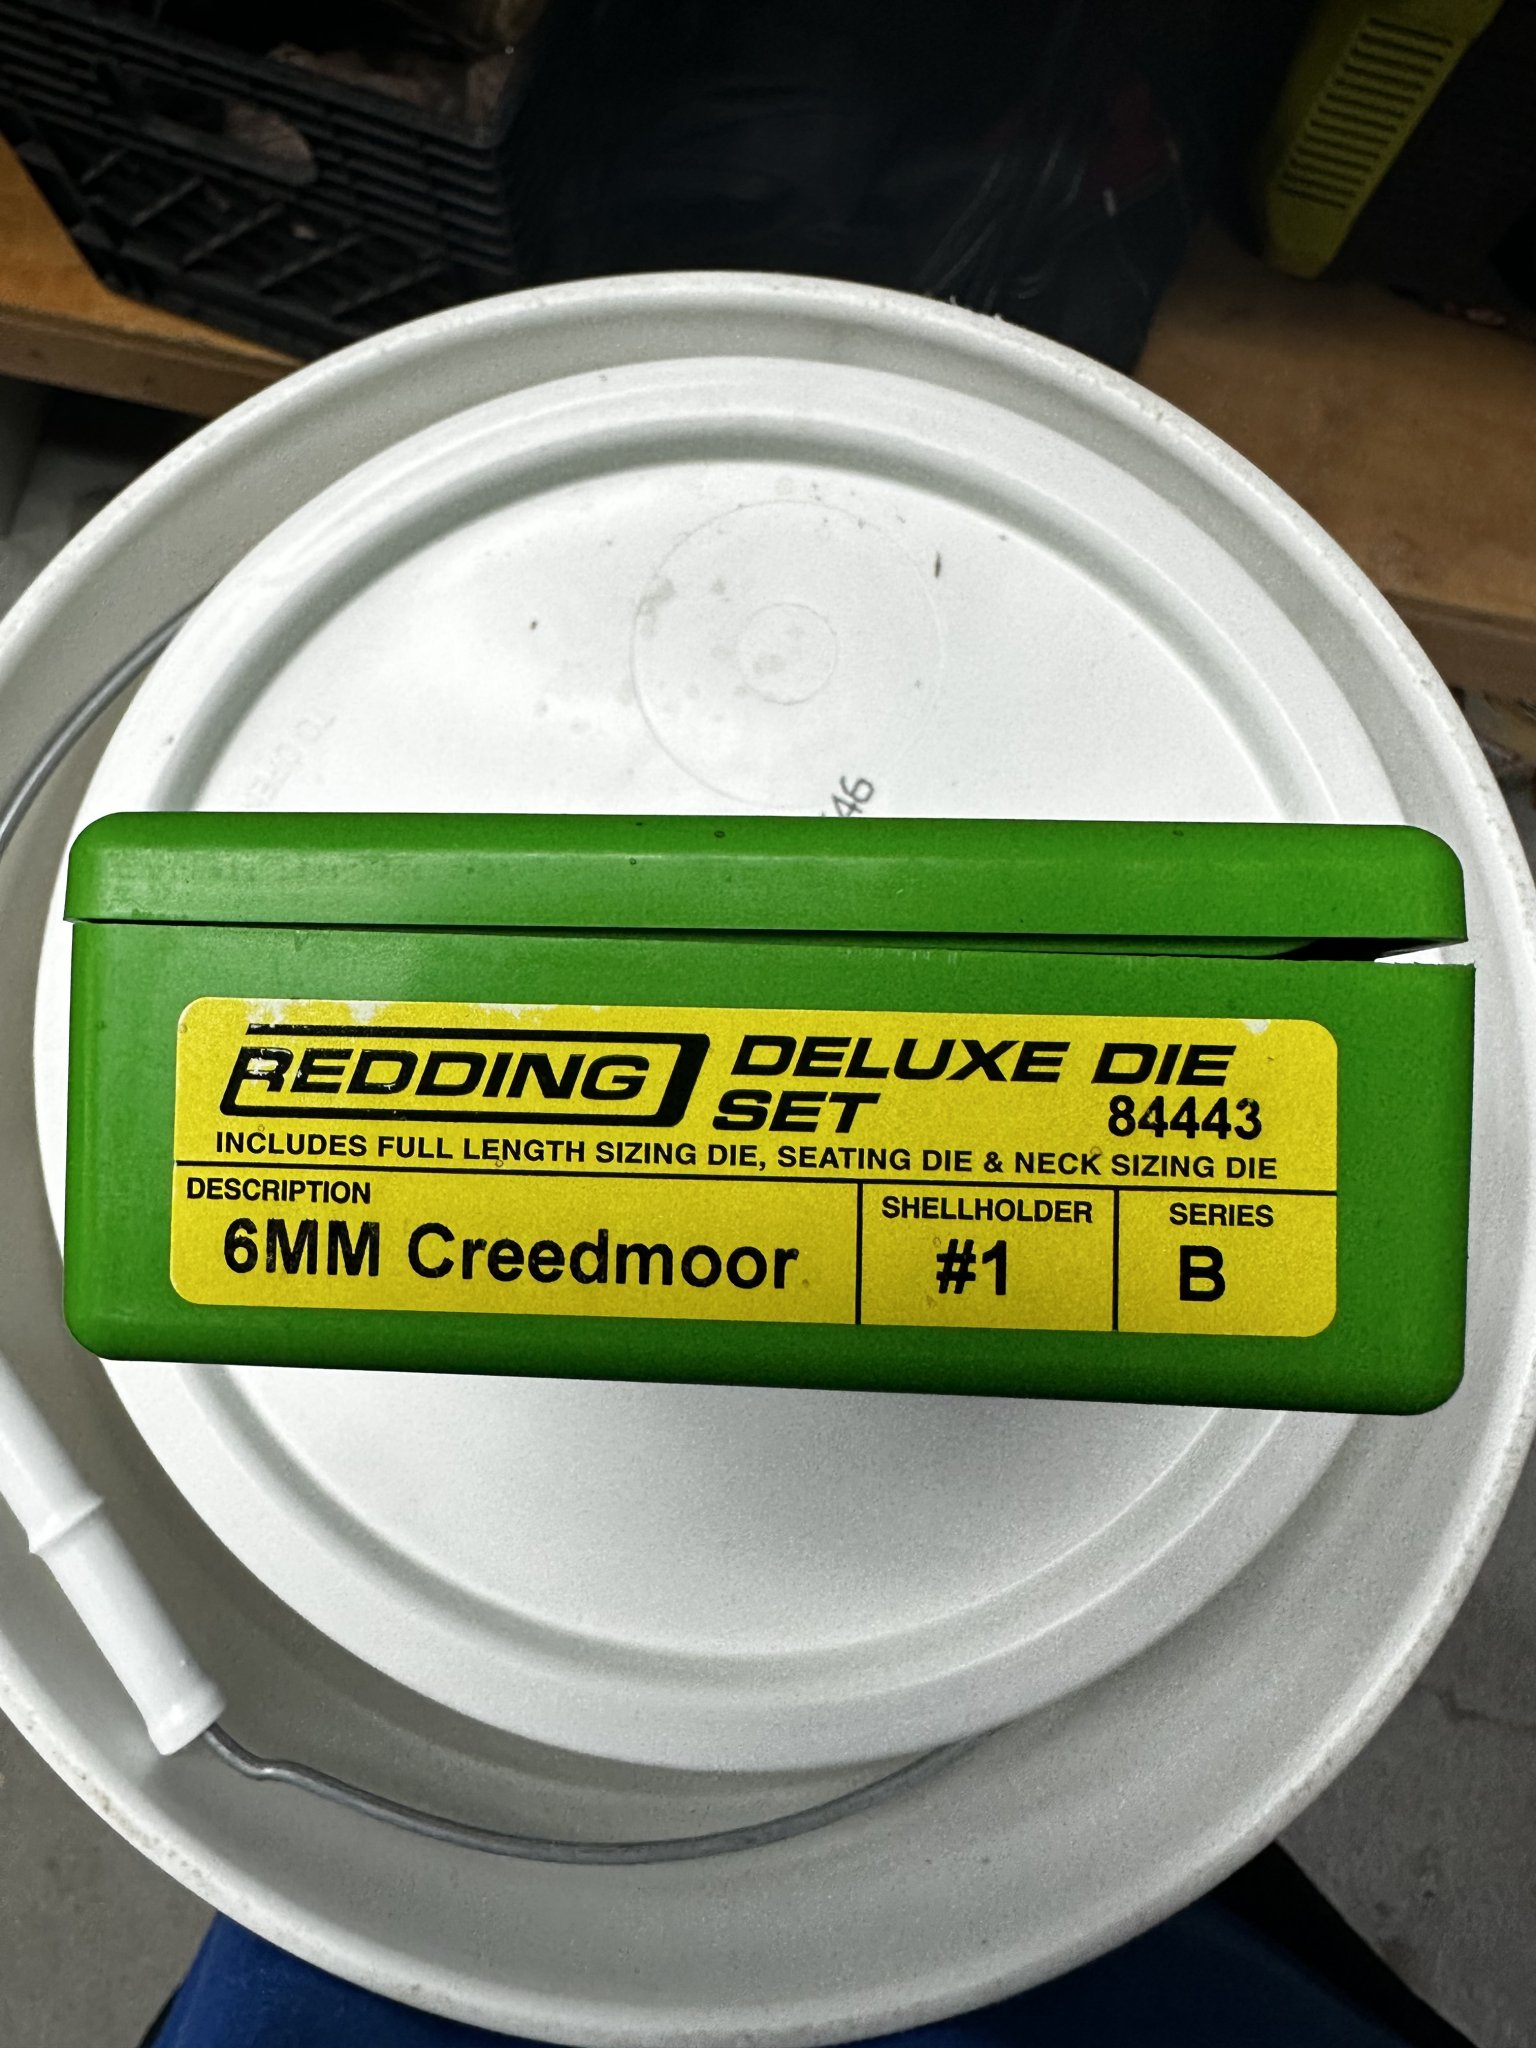 46
REDDING DELUXE DIE
SET 84443
INCLUDES FULL LENGTH SIZING DIE, SEATING DIE & NECK SIZING DIE
DESCRIPTION
6MM Creedmoor
SHELLHOLDER
#1
SERIES
B